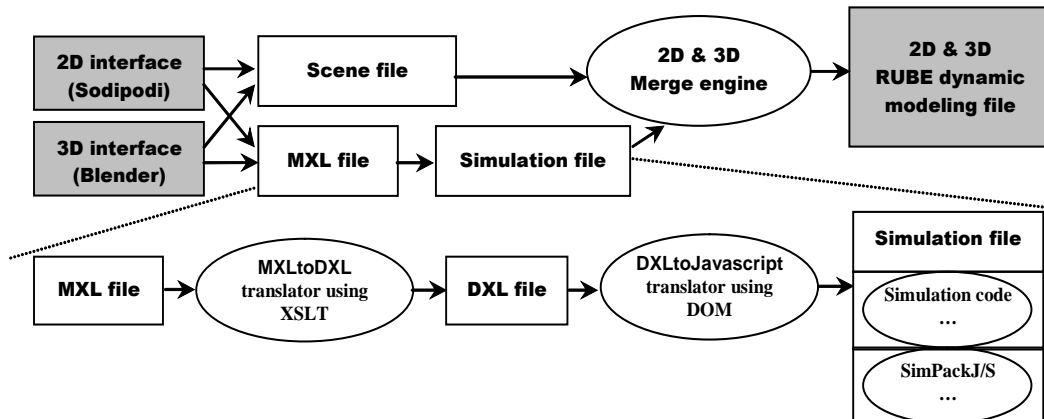 2D interface
(Sodipodi)
3D interface
(Blender)
Scene file
MXL file
Simulation file
2D & 3D
Merge engine
2D & 3D
RUBE dynamic
modeling file
MXL file
MXLtoDXL
translator using
XSLT
DXL file
DXLtoJavascript
translator using
DOM
Simulation file
Simulation code
...
SimPackJ/S
...